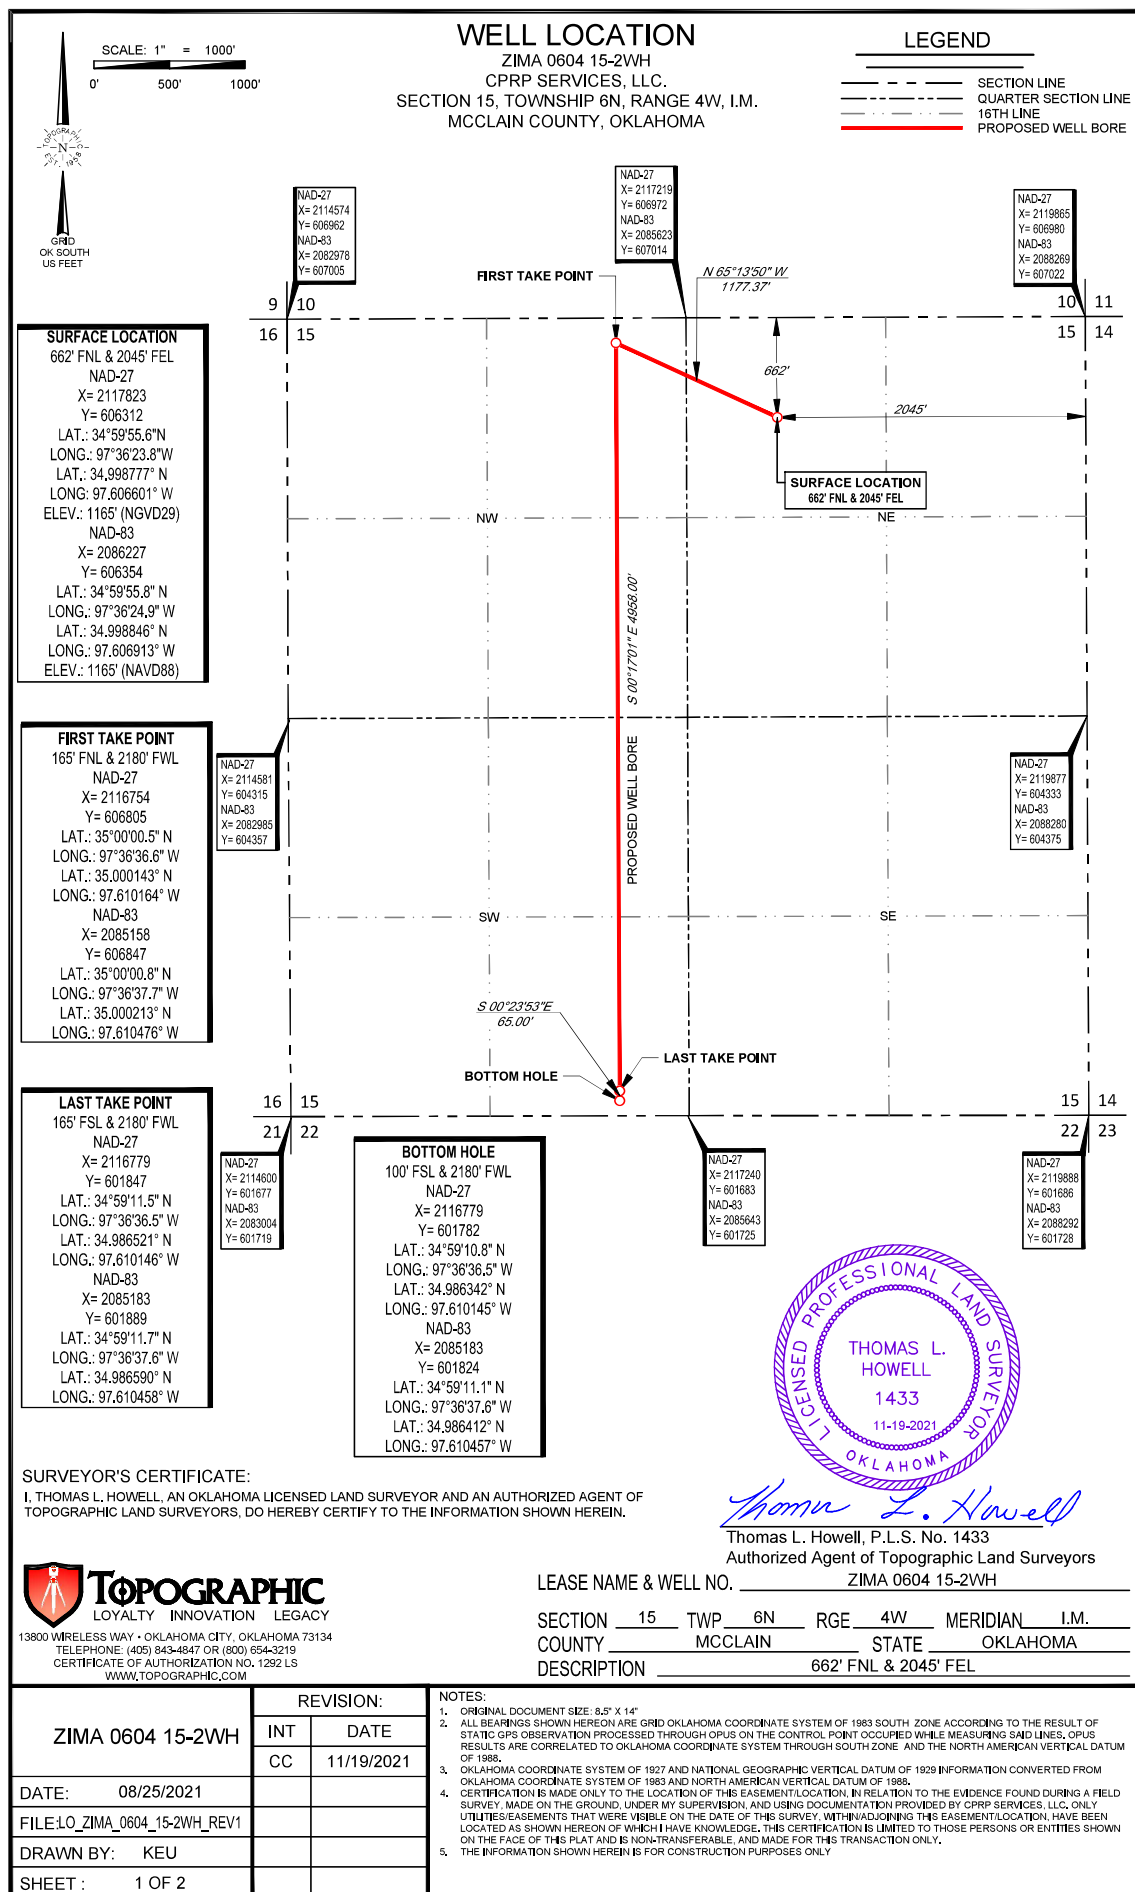 WELL LOCATION
ZIMA 0604 15-2WH
CPRP SERVICES, LLC.
SECTION 15, TOWNSHIP 6N, RANGE 4W, I.M.
MCCLAIN COUNTY, OKLAHOMA
SCALE: 1" = 1000'
0' 500' 1000'
TOPOGRAPHIC
N
EST. 1958
GRID
OK SOUTH
US FEET
LEGEND
SECTION LINE
QUARTER SECTION LINE
16TH LINE
PROPOSED WELL BORE
NAD-27
X= 2114574
Y= 606962
NAD-83
X= 2082978
Y= 607005
NAD-27
X= 2117219
Y= 606972
NAD-83
X= 2085623
Y= 607014
NAD-27
X= 2119865
Y= 606980
NAD-83
X= 2088269
Y= 607022
FIRST TAKE POINT
N 65°13'50" W
1177.37'
9 10
16 15
10 11
15 14
662'
2045'
SURFACE LOCATION
662' FNL & 2045' FEL
NW
NE
S 00°17'01" E 4958.00'
PROPOSED WELL BORE
SURFACE LOCATION
662' FNL & 2045' FEL
NAD-27
X= 2117823
Y= 606312
LAT.: 34°59'55.6"N
LONG.: 97°36'23.8"W
LAT.: 34.998777° N
LONG: 97.606601° W
ELEV.: 1165' (NGVD29)
NAD-83
X= 2086227
Y= 606354
LAT.: 34°59'55.8" N
LONG.: 97°36'24.9" W
LAT.: 34.998846° N
LONG.: 97.606913° W
ELEV.: 1165' (NAVD88)
FIRST TAKE POINT
165' FNL & 2180' FWL
NAD-27
X= 2116754
Y= 606805
LAT.: 35°00'00.5" N
LONG.: 97°36'36.6" W
LAT.: 35.000143° N
LONG.: 97.610164° W
NAD-83
X= 2085158
Y= 606847
LAT.: 35°00'00.8" N
LONG.: 97°36'37.7" W
LAT.: 35.000213° N
LONG.: 97.610476° W
NAD-27
X= 2114581
Y= 604315
NAD-83
X= 2082985
Y= 604357
NAD-27
X= 2119877
Y= 604333
NAD-83
X= 2088280
Y= 604375
SW
SE
S 00°23'53"E
65.00'
LAST TAKE POINT
BOTTOM HOLE
16 15
21 22
15 14
22 23
LAST TAKE POINT
165' FSL & 2180' FWL
NAD-27
X= 2116779
Y= 601847
LAT.: 34°59'11.5" N
LONG.: 97°36'36.5" W
LAT.: 34.986521° N
LONG.: 97.610146° W
NAD-83
X= 2085183
Y= 601889
LAT.: 34°59'11.7" N
LONG.: 97°36'37.6" W
LAT.: 34.986590° N
LONG.: 97.610458° W
NAD-27
X= 2114600
Y= 601677
NAD-83
X= 2083004
Y= 601719
BOTTOM HOLE
100' FSL & 2180' FWL
NAD-27
X= 2116779
Y= 601782
LAT.: 34°59'10.8" N
LONG.: 97°36'36.5" W
LAT.: 34.986342° N
LONG.: 97.610145° W
NAD-83
X= 2085183
Y= 601824
LAT.: 34°59'11.1" N
LONG.: 97°36'37.6" W
LAT.: 34.986412° N
LONG.: 97.610457° W
NAD-27
X= 2117240
Y= 601683
NAD-83
X= 2085643
Y= 601725
NAD-27
X= 2119888
Y= 601686
NAD-83
X= 2088292
Y= 601728
LICENSED PROFESSIONAL LAND SURVEYOR
THOMAS L.
HOWELL
1433
11-19-2021
OKLAHOMA
SURVEYOR'S CERTIFICATE:
I, THOMAS L. HOWELL, AN OKLAHOMA LICENSED LAND SURVEYOR AND AN AUTHORIZED AGENT OF
TOPOGRAPHIC LAND SURVEYORS, DO HEREBY CERTIFY TO THE INFORMATION SHOWN HEREIN.
Thomas L. Howell
Thomas L. Howell, P.L.S. No. 1433
Authorized Agent of Topographic Land Surveyors
TOPOGRAPHIC
LOYALTY INNOVATION LEGACY
13800 WIRELESS WAY • OKLAHOMA CITY, OKLAHOMA 73134
TELEPHONE: (405) 843-4847 OR (800) 654-3219
CERTIFICATE OF AUTHORIZATION NO. 1292 LS
WWW.TOPOGRAPHIC.COM
LEASE NAME & WELL NO. ZIMA 0604 15-2WH
SECTION 15 TWP 6N RGE 4W MERIDIAN I.M.
COUNTY MCCLAIN STATE OKLAHOMA
DESCRIPTION 662' FNL & 2045' FEL
ZIMA 0604 15-2WH
REVISION:
INT DATE
CC 11/19/2021
DATE: 08/25/2021
FILE:LO_ZIMA_0604_15-2WH_REV1
DRAWN BY: KEU
SHEET : 1 OF 2
NOTES:
1. ORIGINAL DOCUMENT SIZE: 8.5" X 14"
2. ALL BEARINGS SHOWN HEREON ARE GRID OKLAHOMA COORDINATE SYSTEM OF 1983 SOUTH ZONE ACCORDING TO THE RESULT OF
STATIC GPS OBSERVATION PROCESSED THROUGH OPUS ON THE CONTROL POINT OCCUPIED WHILE MEASURING SAID LINES. OPUS
RESULTS ARE CORRELATED TO OKLAHOMA COORDINATE SYSTEM THROUGH SOUTH ZONE AND THE NORTH AMERICAN VERTICAL DATUM
OF 1988.
3. OKLAHOMA COORDINATE SYSTEM OF 1927 AND NATIONAL GEOGRAPHIC VERTICAL DATUM OF 1929 INFORMATION CONVERTED FROM
OKLAHOMA COORDINATE SYSTEM OF 1983 AND NORTH AMERICAN VERTICAL DATUM OF 1988.
4. CERTIFICATION IS MADE ONLY TO THE LOCATION OF THIS EASEMENT/LOCATION, IN RELATION TO THE EVIDENCE FOUND DURING A FIELD
SURVEY, MADE ON THE GROUND, UNDER MY SUPERVISION, AND USING DOCUMENTATION PROVIDED BY CPRP SERVICES, LLC. ONLY
UTILITIES/EASEMENTS THAT WERE VISIBLE ON THE DATE OF THIS SURVEY, WITHIN/ADJOINING THIS EASEMENT/LOCATION, HAVE BEEN
LOCATED AS SHOWN HEREON OF WHICH I HAVE KNOWLEDGE. THIS CERTIFICATION IS LIMITED TO THOSE PERSONS OR ENTITIES SHOWN
ON THE FACE OF THIS PLAT AND IS NON-TRANSFERABLE, AND MADE FOR THIS TRANSACTION ONLY.
5. THE INFORMATION SHOWN HEREIN IS FOR CONSTRUCTION PURPOSES ONLY